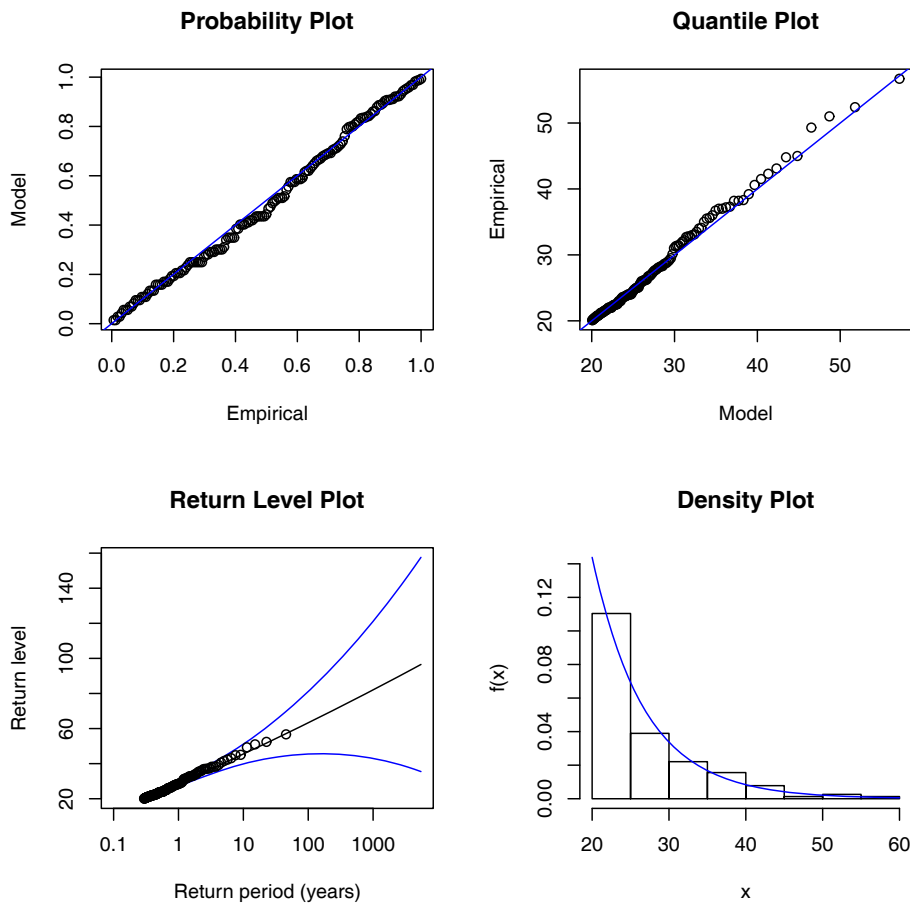 Probability Plot
Model
0.0 0.2 0.4 0.6 0.8 1.0
0.0 0.2 0.4 0.6 0.8 1.0
Empirical
Quantile Plot
Empirical
20 30 40 50
20 30 40 50
Model
Return Level Plot
Return level
20 60 100 140
0.1 1 10 100 1000
Return period (years)
Density Plot
f(x)
0.00 0.04 0.08 0.12
20 30 40 50 60
x